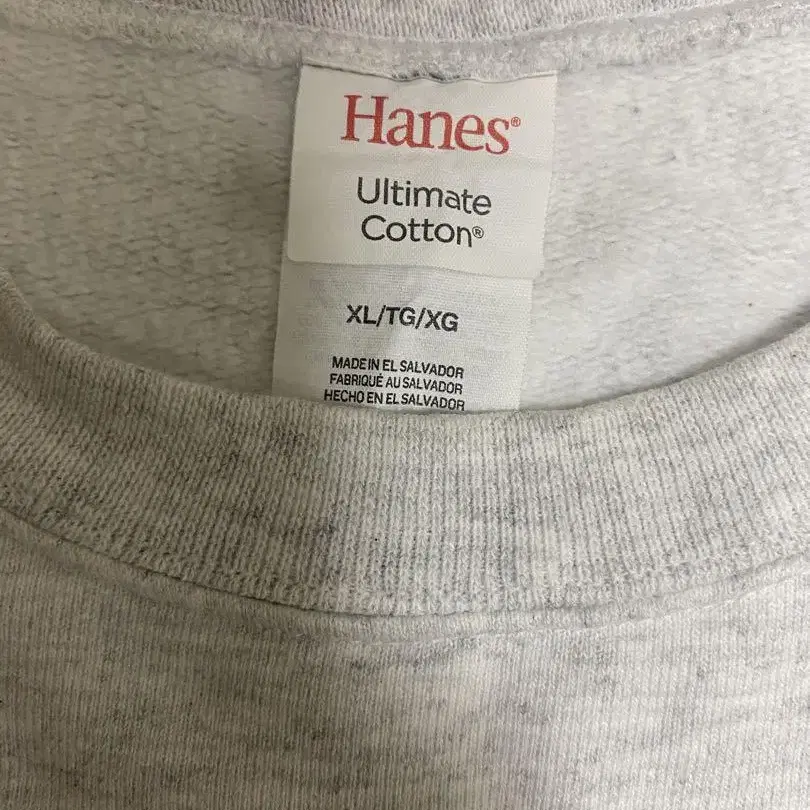 Hanes®
Ultimate
Cotton®
XL/TG/XG
MADE IN EL SALVADOR
FABRIQUÉ AU SALVADOR
HECHO EN EL SALVADOR